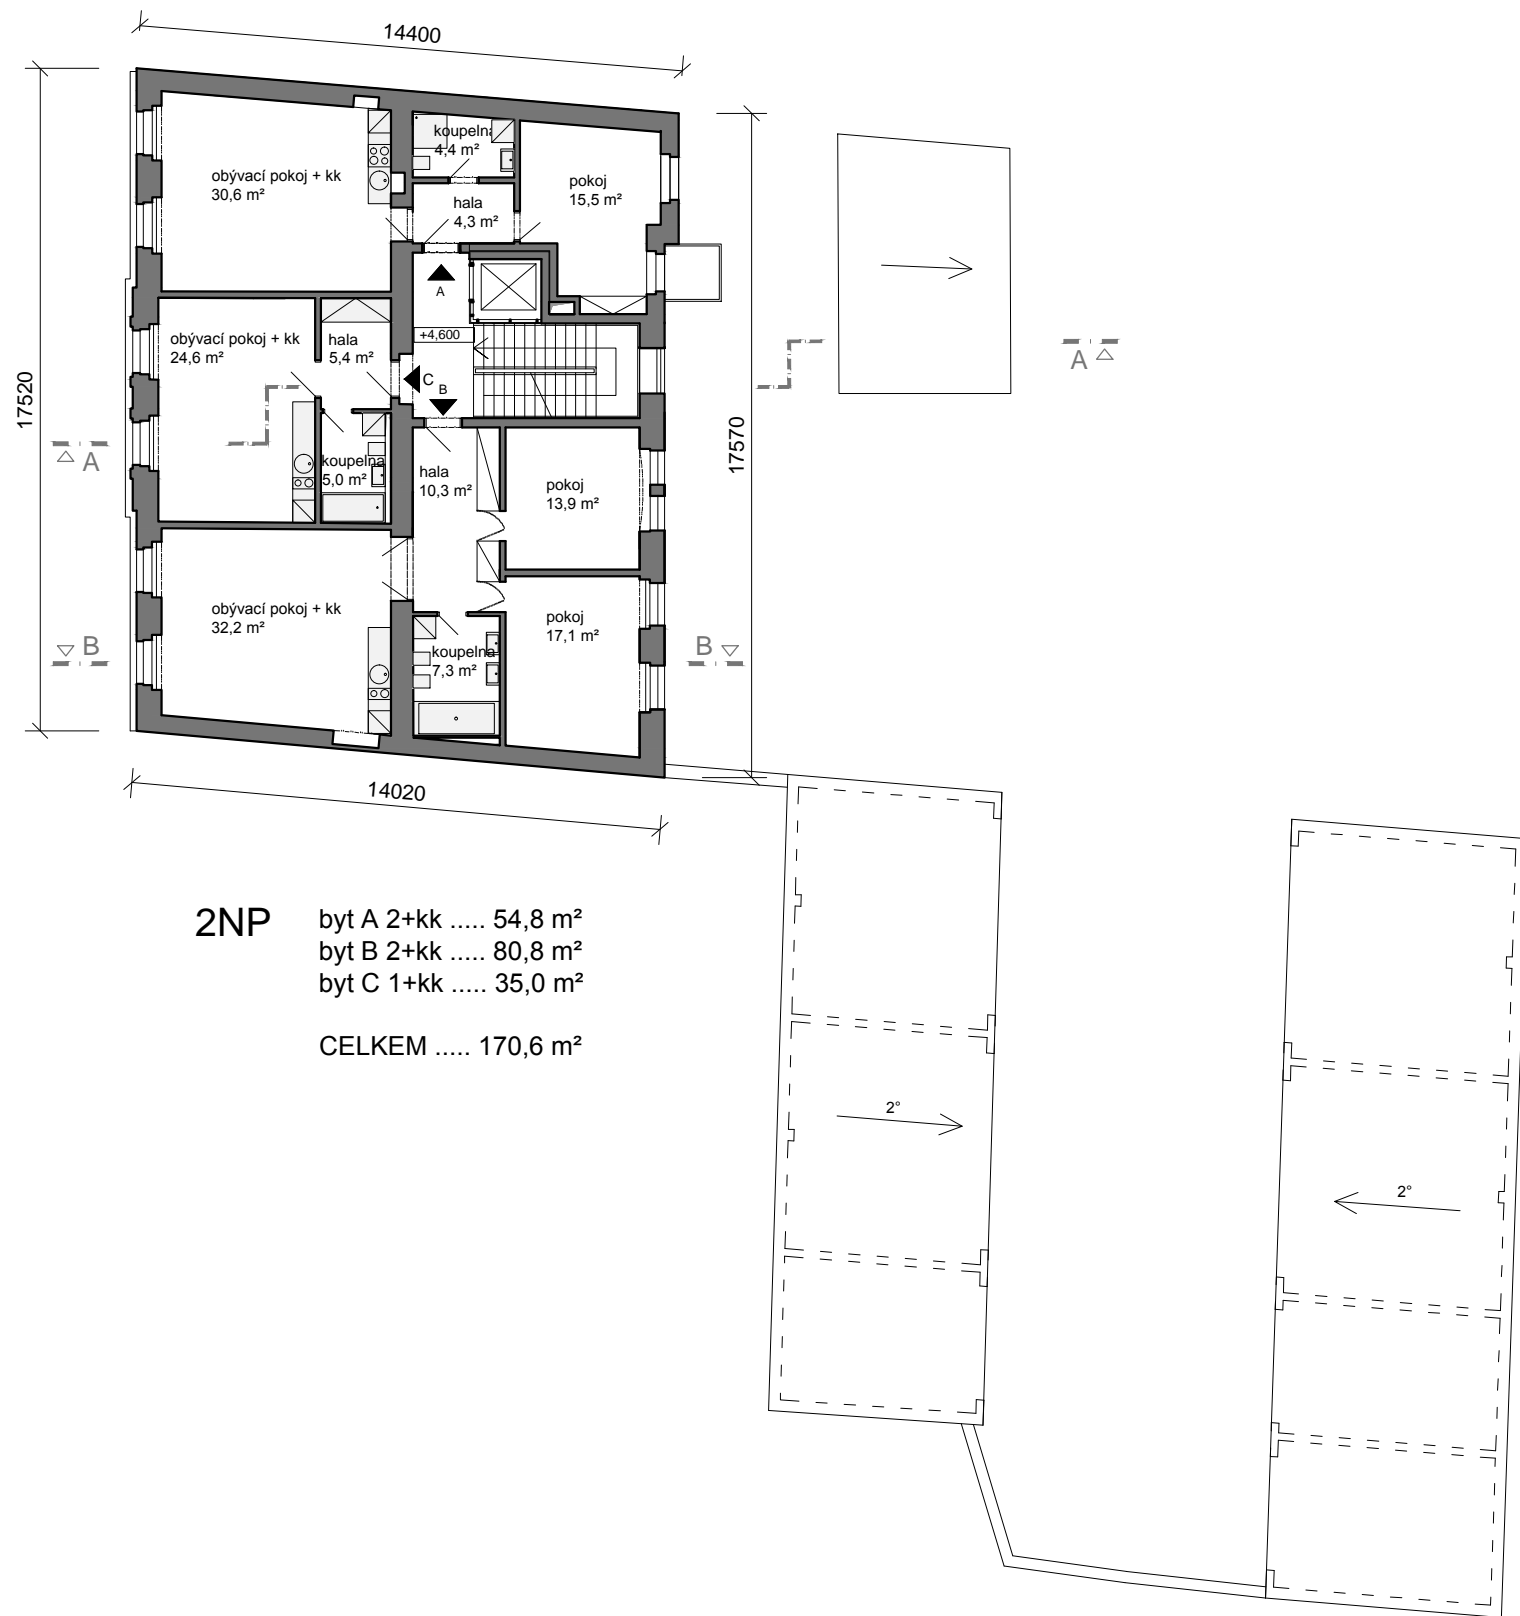 14400
obývací pokoj + kk
30,6 m²
koupelna
4,4 m²
hala
4,3 m²
pokoj
15,5 m²
A
+4,600
obývací pokoj + kk
24,6 m²
hala
5,4 m²
C
B
A
17520
17570
A
koupelna
5,0 m²
hala
10,3 m²
pokoj
13,9 m²
obývací pokoj + kk
32,2 m²
pokoj
17,1 m²
B
koupelna
7,3 m²
B
14020
2NP
byt A 2+kk ..... 54,8 m²
byt B 2+kk ..... 80,8 m²
byt C 1+kk ..... 35,0 m²
CELKEM ..... 170,6 m²
2°
2°